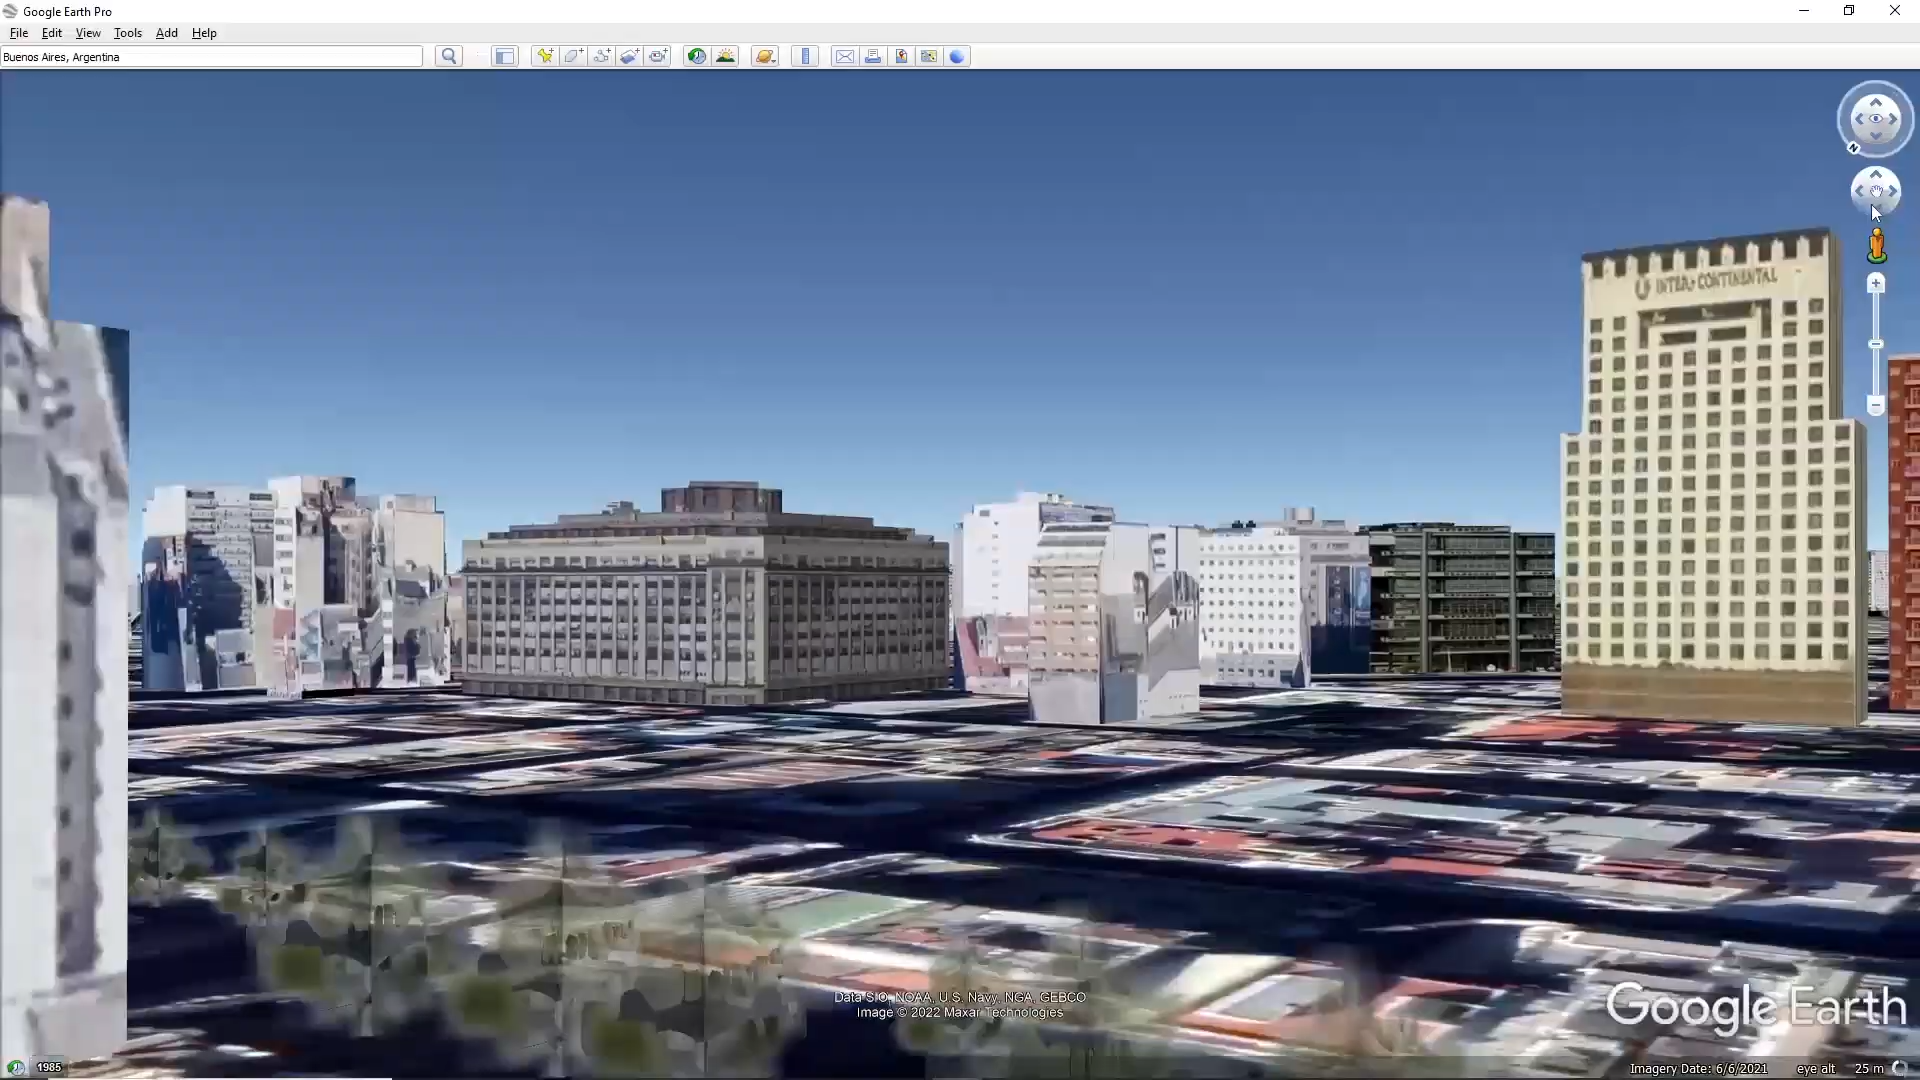 Google Earth Pro
File Edit View Tools Add Help
Buenos Aires, Argentina
N
INTER-CONTINENTAL
Data SIO, NOAA, U.S. Navy, NGA, GEBCO
Image © 2022 Maxar Technologies
Google Earth
1985
Imagery Date: 6/6/2021 eye alt 25 m